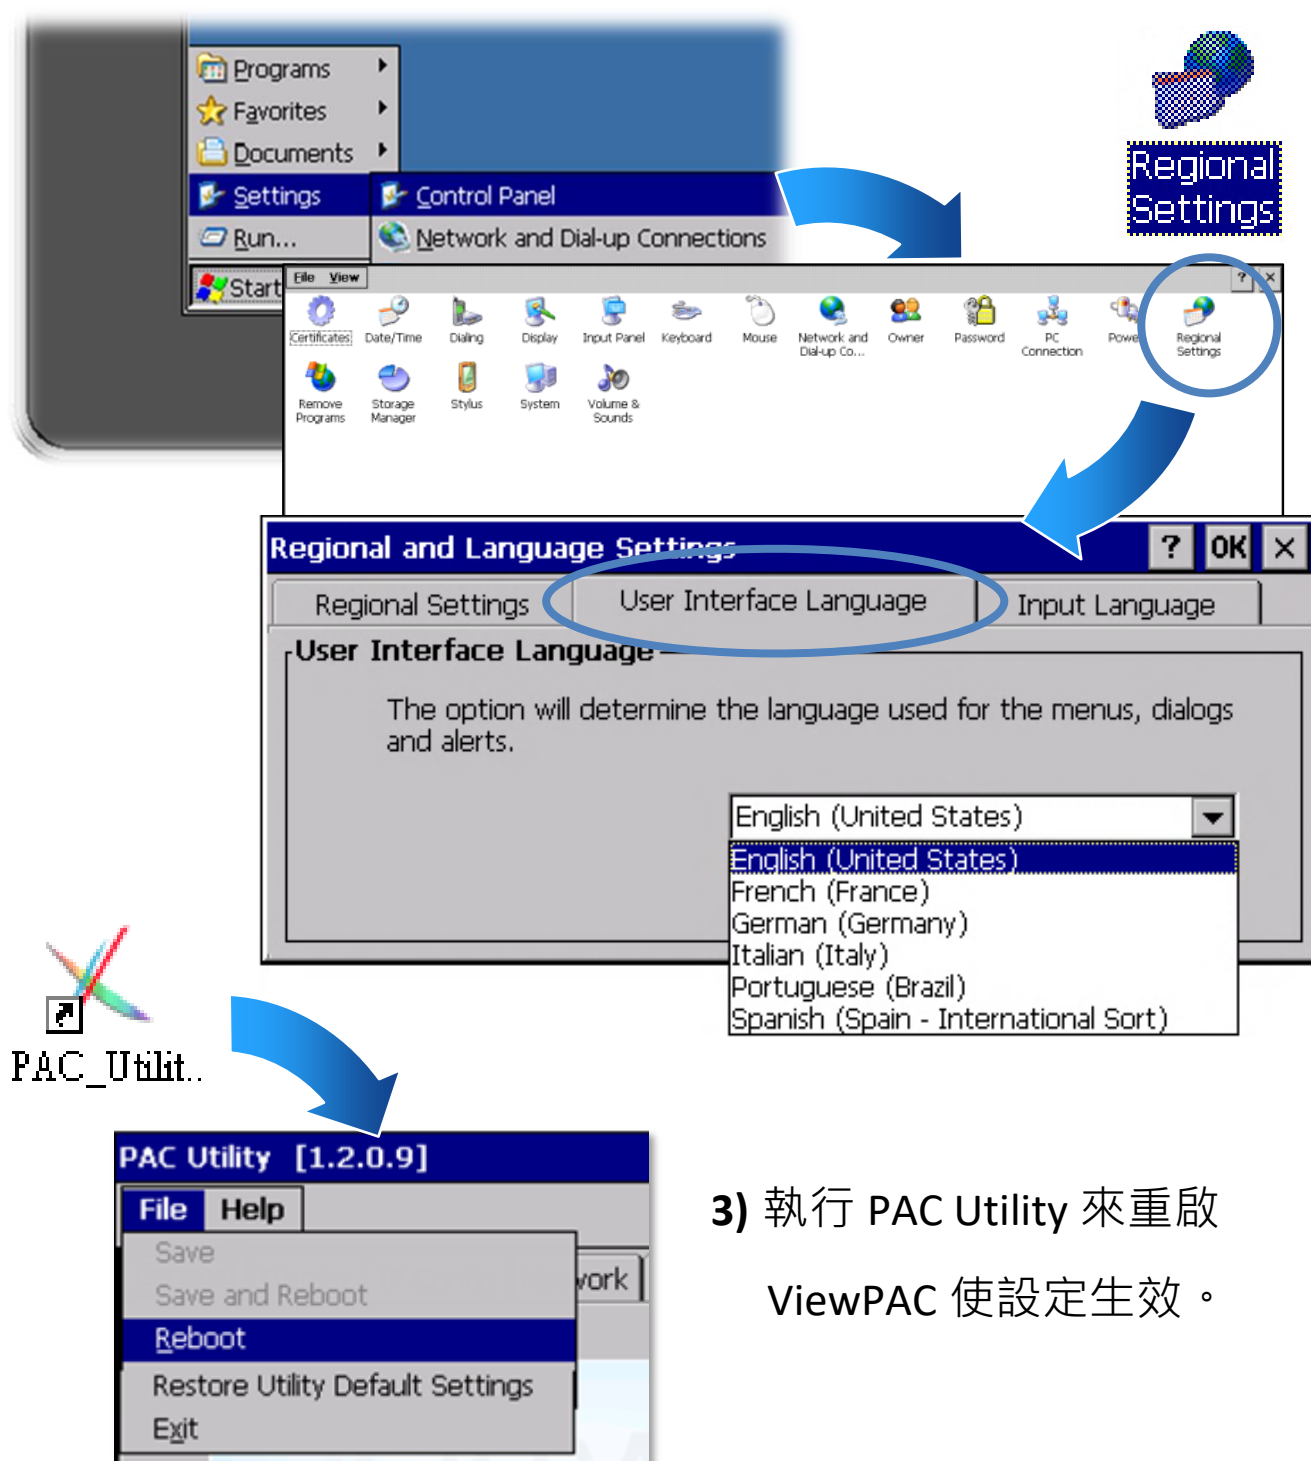 Programs
Favorites
Documents
Settings
Run...
Start
Control Panel
Network and Dial-up Connections
Regional
Settings
File View
? ×
Certificates Date/Time Dialing Display Input Panel Keyboard Mouse Network and Dial-up Co... Owner Password PC Connection Power Regional Settings
Remove Programs Storage Manager Stylus System Volume & Sounds
Regional and Language Settings ? OK ×
Regional Settings User Interface Language Input Language
User Interface Language
The option will determine the language used for the menus, dialogs
and alerts.
English (United States)
English (United States)
French (France)
German (Germany)
Italian (Italy)
Portuguese (Brazil)
Spanish (Spain - International Sort)
PAC_Utilit..
PAC Utility [1.2.0.9]
File Help
Save
Save and Reboot
Reboot
Restore Utility Default Settings
Exit
work
3) 執行 PAC Utility 來重啟
ViewPAC 使設定生效。